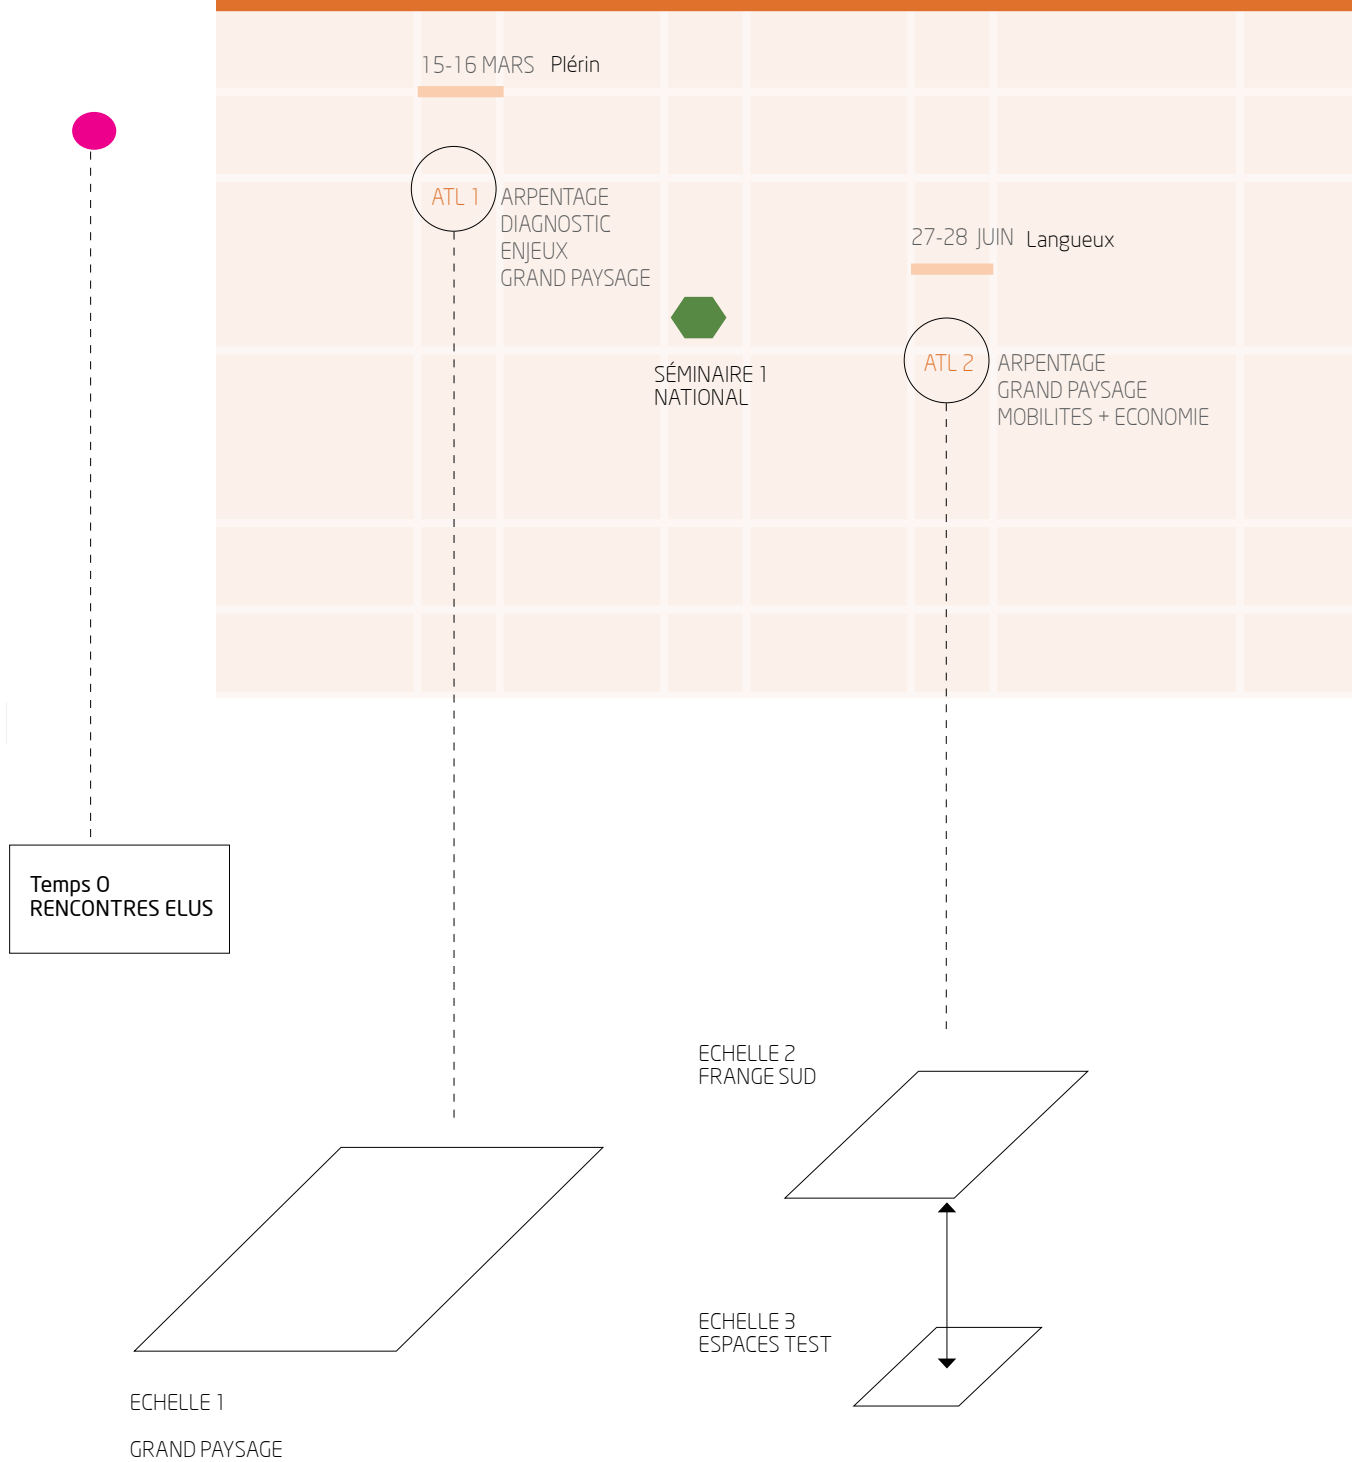 15-16 MARS Plérin
ATL 1
ARPENTAGE
DIAGNOSTIC
ENJEUX
GRAND PAYSAGE
27-28 JUIN Langueux
SÉMINAIRE 1
NATIONAL
ATL 2
ARPENTAGE
GRAND PAYSAGE
MOBILITES + ECONOMIE
Temps 0
RENCONTRES ELUS
ECHELLE 2
FRANGE SUD
ECHELLE 3
ESPACES TEST
ECHELLE 1
GRAND PAYSAGE